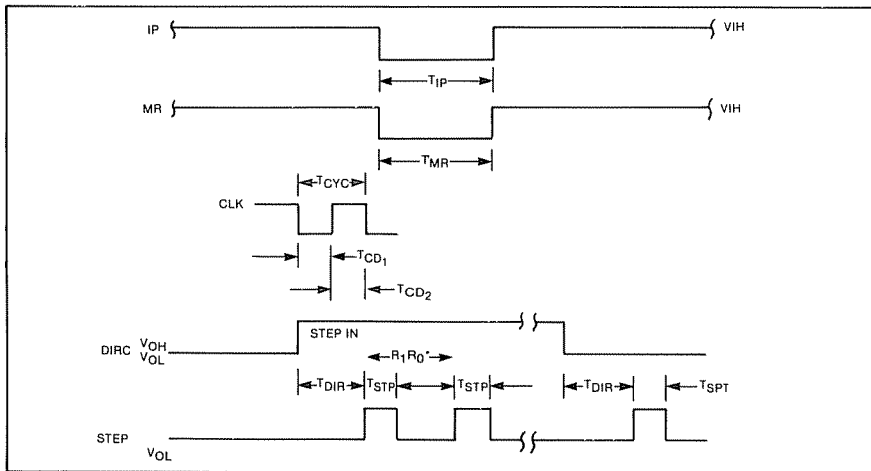 IP VIH
TIP
MR VIH
TMR
TCYC
CLK
TCD1
TCD2
STEP IN
VOH
DIRC VOL
R1R0*
TDIR TSTP TSTP TDIR TSPT
STEP
VOL